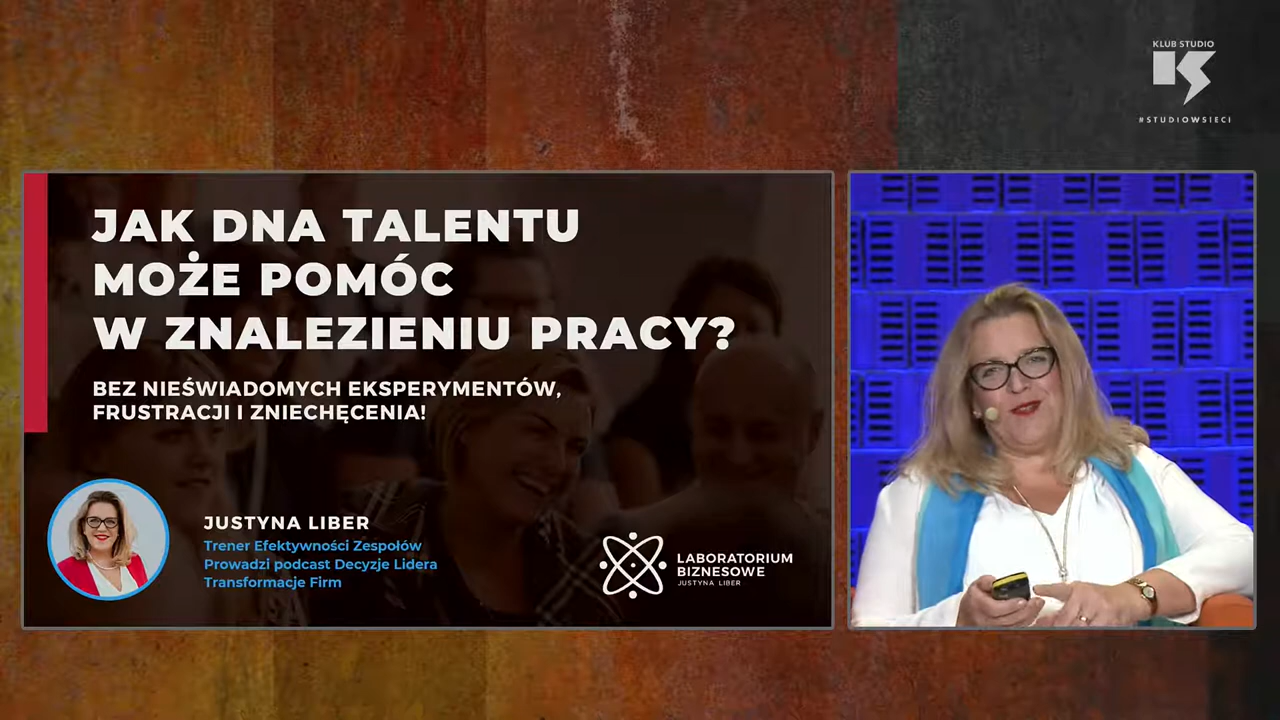 KLUB STUDIO
#STUDIOWSIECI
JAK DNA TALENTU
MOŻE POMÓC
W ZNALEZIENIU PRACY?
BEZ NIEŚWIADOMYCH EKSPERYMENTÓW,
FRUSTRACJI I ZNIECHĘCENIA!
JUSTYNA LIBER
Trener Efektywności Zespołów
Prowadzi podcast Decyzje Lidera
Transformacje Firm
LABORATORIUM
BIZNESOWE
JUSTYNA LIBER